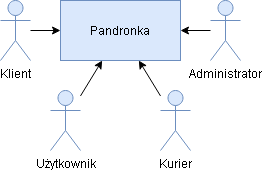 Pandronka
Klient
Administrator
Użytkownik
Kurier